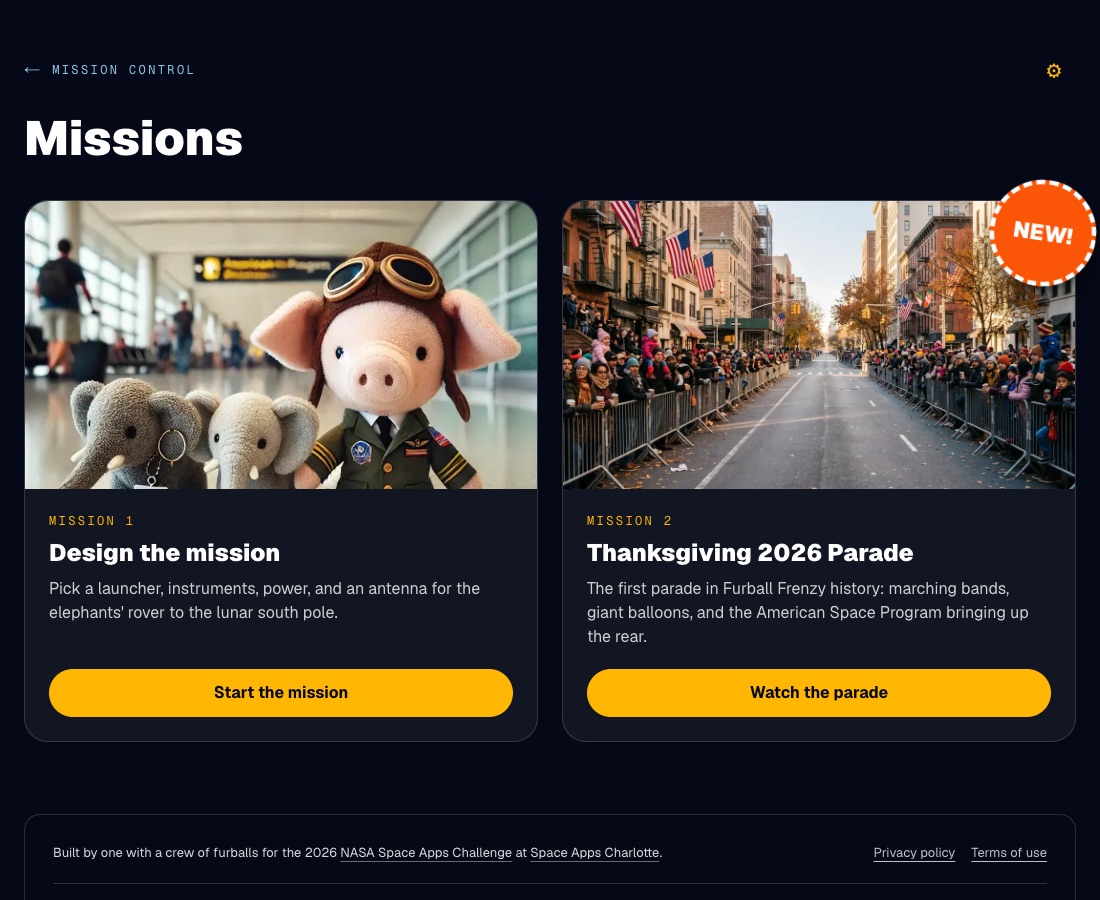 ← MISSION CONTROL
Missions
NEW!
MISSION 1
Design the mission
Pick a launcher, instruments, power, and an antenna for the
elephants' rover to the lunar south pole.
Start the mission
MISSION 2
Thanksgiving 2026 Parade
The first parade in Furball Frenzy history: marching bands,
giant balloons, and the American Space Program bringing up
the rear.
Watch the parade
Built by one with a crew of furballs for the 2026 NASA Space Apps Challenge at Space Apps Charlotte.
Privacy policy Terms of use